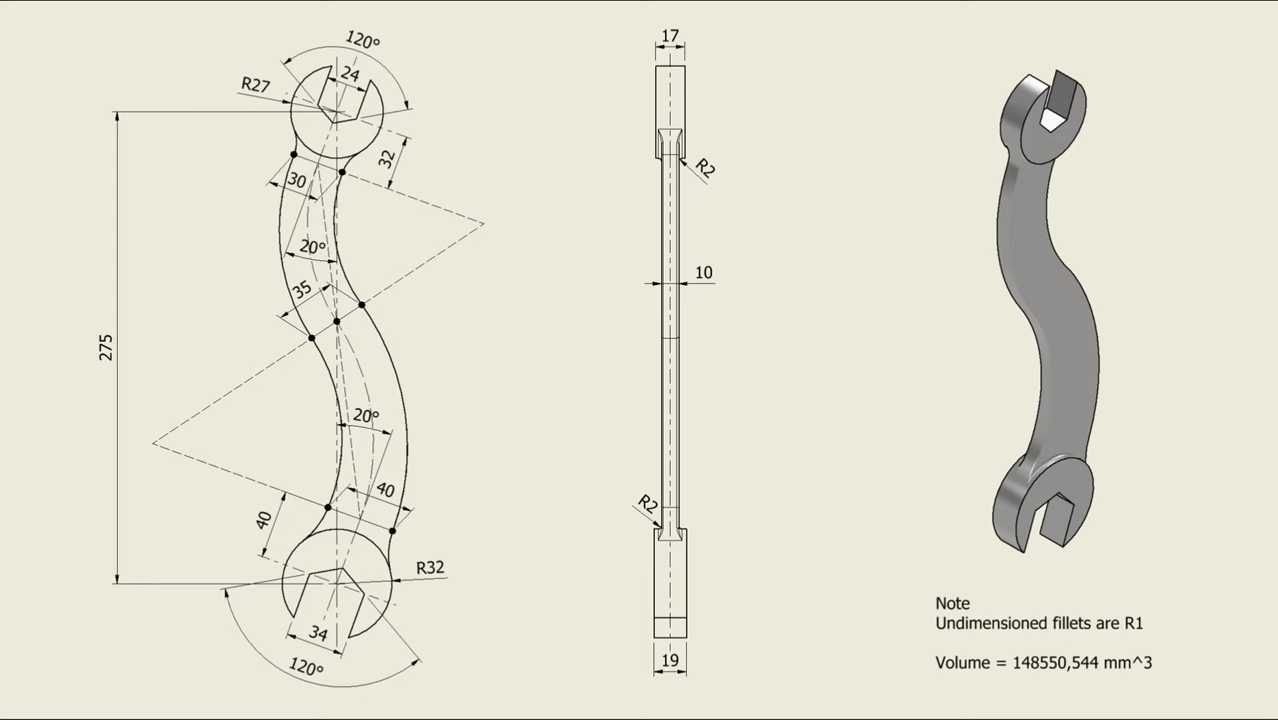 120°
24
R27
32
30
20°
35
275
20°
40
40
R32
34
120°
17
R2
10
R2
19
Note
Undimensioned fillets are R1
Volume = 148550,544 mm^3